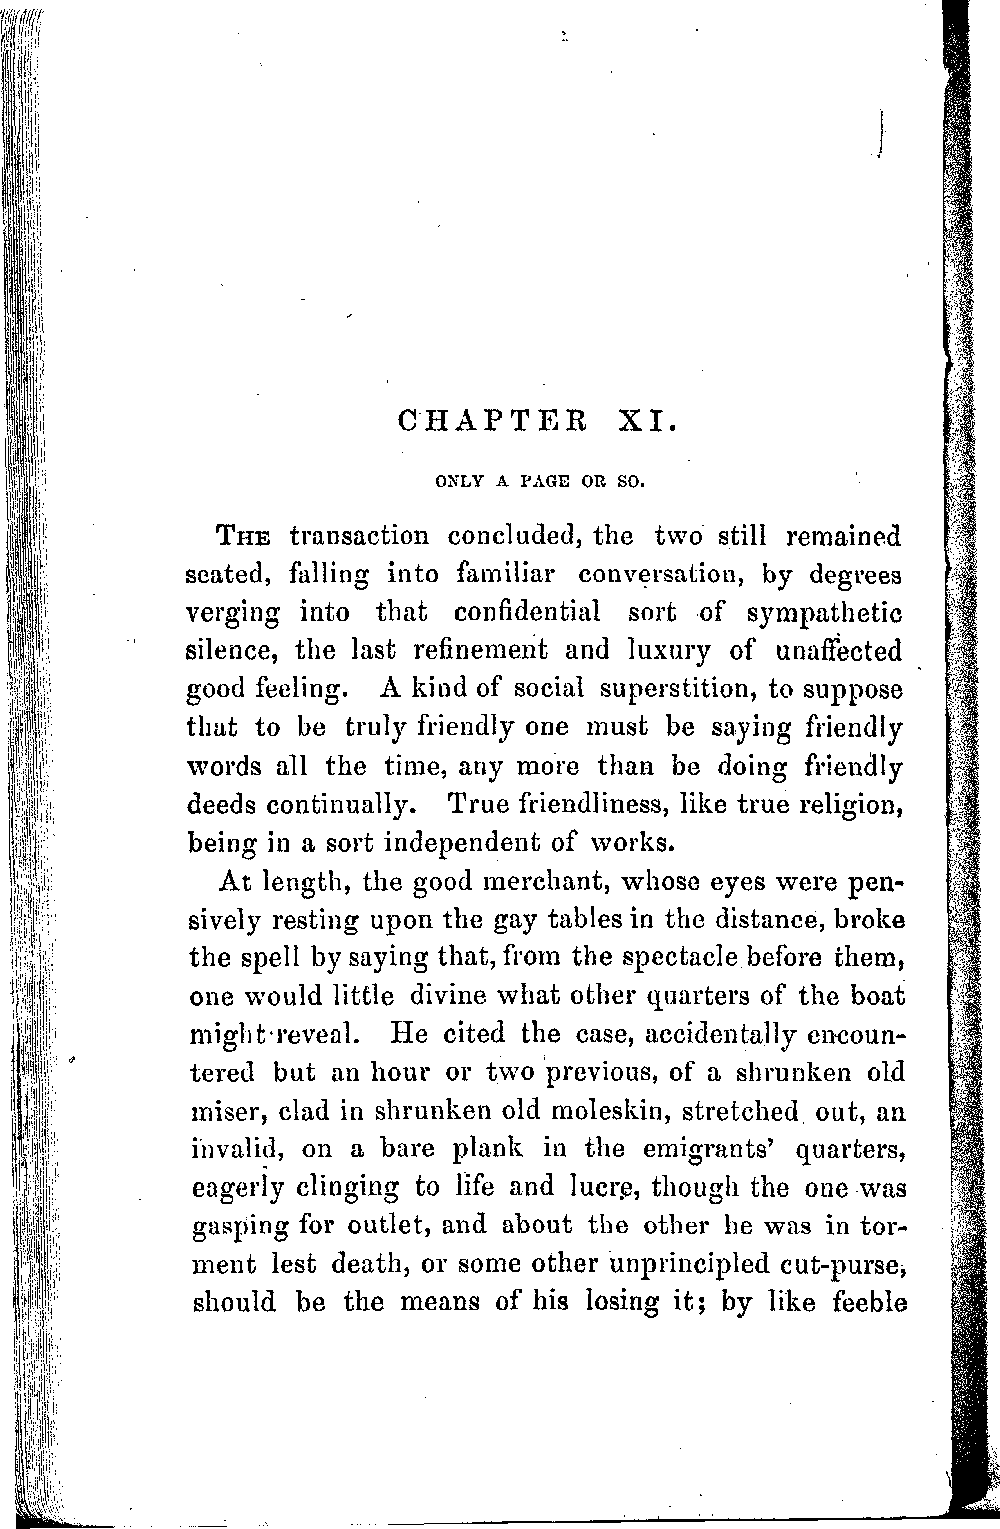 CHAPTER XI.
ONLY A PAGE OR SO.
THE transaction concluded, the two still remained
seated, falling into familiar conversation, by degrees
verging into that confidential sort of sympathetic
silence, the last refinement and luxury of unaffected
good feeling. A kind of social superstition, to suppose
that to be truly friendly one must be saying friendly
words all the time, any more than be doing friendly
deeds continually. True friendliness, like true religion,
being in a sort independent of works.
At length, the good merchant, whose eyes were pen-
sively resting upon the gay tables in the distance, broke
the spell by saying that, from the spectacle before them,
one would little divine what other quarters of the boat
might reveal. He cited the case, accidentally encoun-
tered but an hour or two previous, of a shrunken old
miser, clad in shrunken old moleskin, stretched out, an
invalid, on a bare plank in the emigrants' quarters,
eagerly clinging to life and lucre, though the one was
gasping for outlet, and about the other he was in tor-
ment lest death, or some other unprincipled cut-purse,
should be the means of his losing it; by like feeble